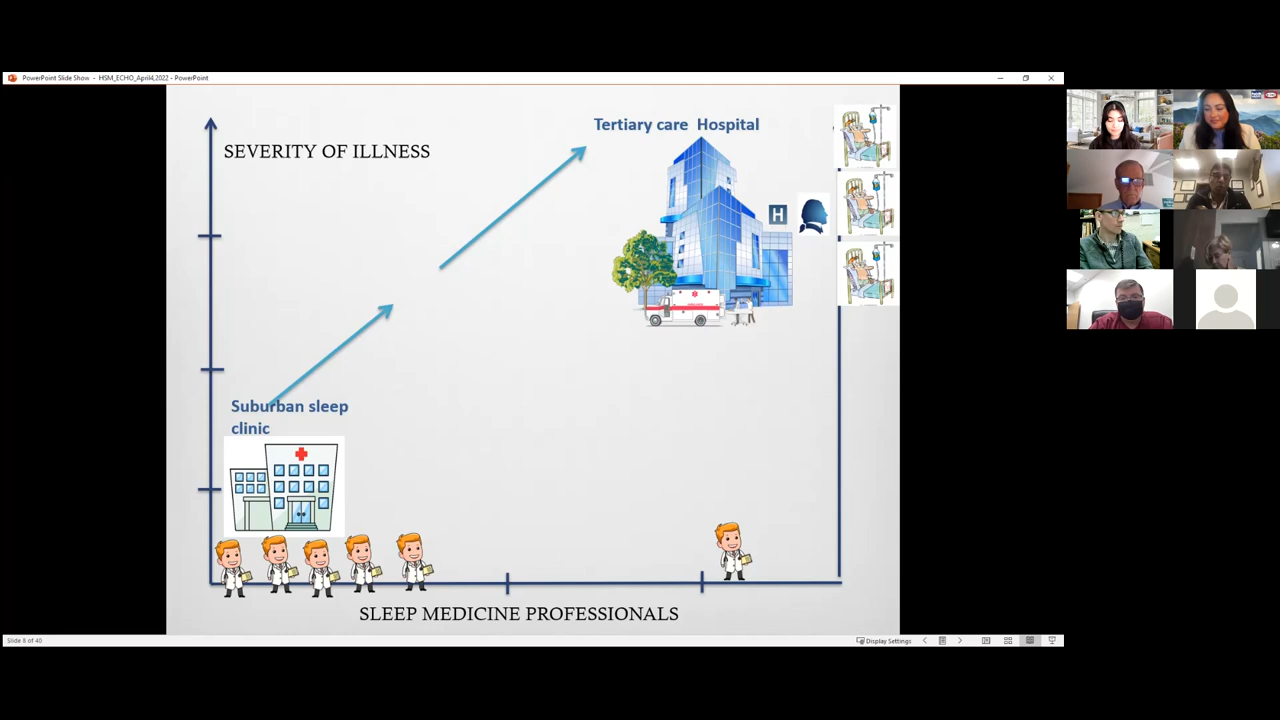 PowerPoint Slide Show - HSM_ECHO_April4,2022 - PowerPoint
SEVERITY OF ILLNESS
Tertiary care Hospital
H
Suburban sleep
clinic
SLEEP MEDICINE PROFESSIONALS
Slide 8 of 40
Display Settings